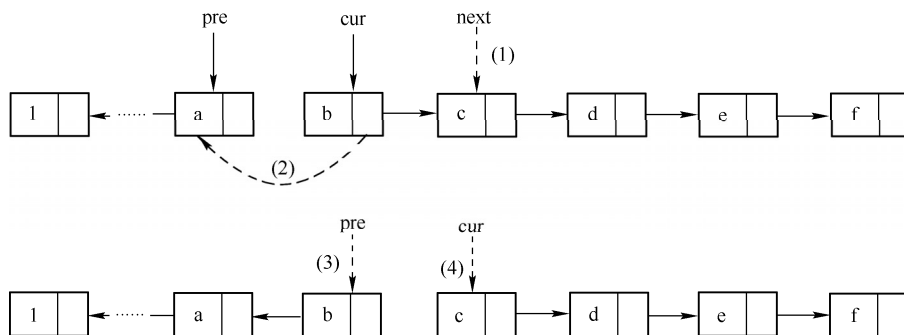 pre cur next
(1)
1 ...... a b c d e f
(2)
pre cur
(3) (4)
1 ...... a b c d e f